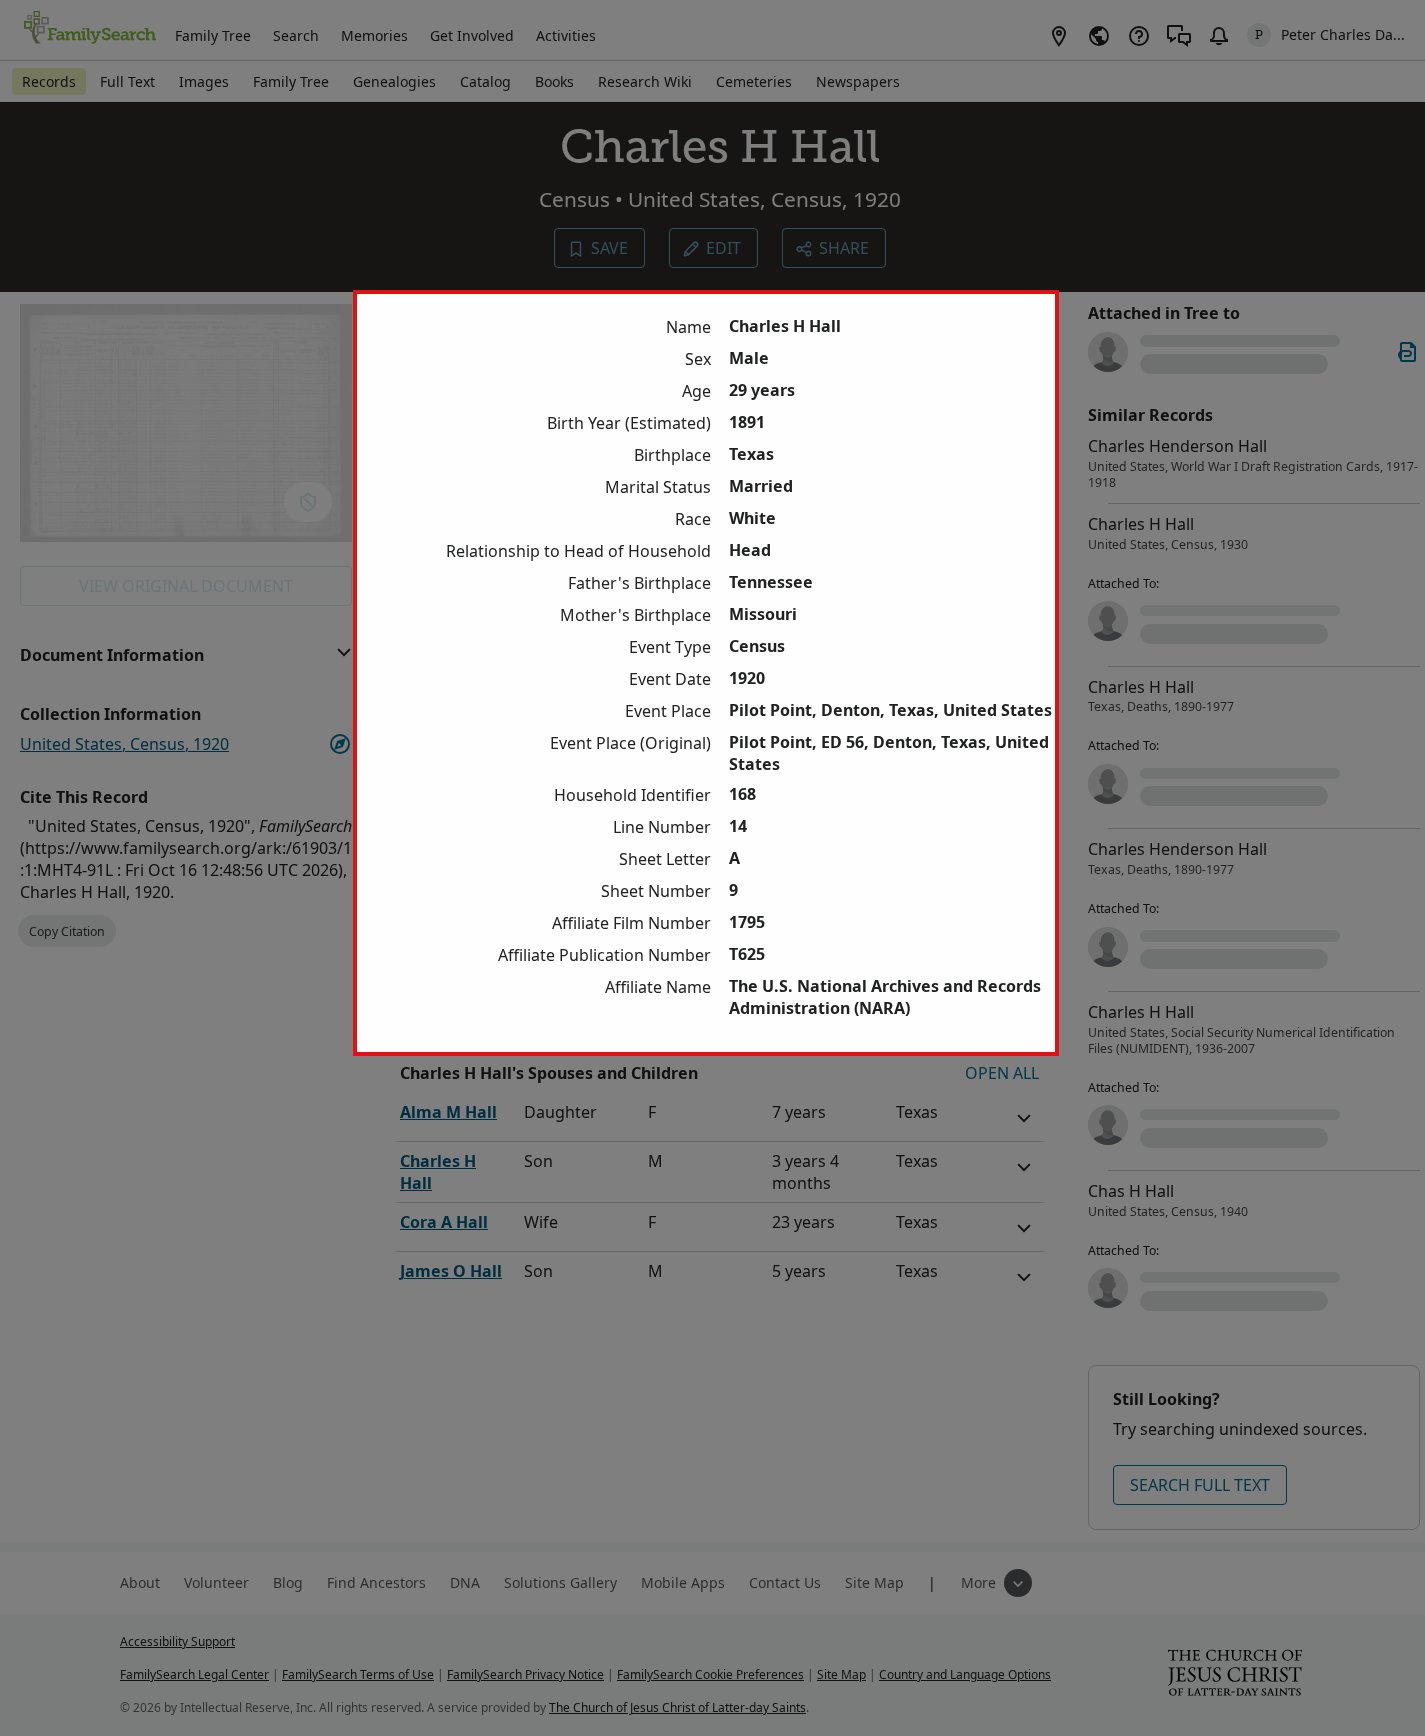 FamilySearch
Family Tree Search Memories Get Involved Activities
P Peter Charles Da...
Records Full Text Images Family Tree Genealogies Catalog Books Research Wiki Cemeteries Newspapers
Charles H Hall
Census • United States, Census, 1920
SAVE EDIT SHARE
VIEW ORIGINAL DOCUMENT
Document Information
Collection Information
United States, Census, 1920
Cite This Record
"United States, Census, 1920", FamilySearch
(https://www.familysearch.org/ark:/61903/1
:1:MHT4-91L : Fri Oct 16 12:48:56 UTC 2026),
Charles H Hall, 1920.
Copy Citation
Name Charles H Hall
Sex Male
Age 29 years
Birth Year (Estimated) 1891
Birthplace Texas
Marital Status Married
Race White
Relationship to Head of Household Head
Father's Birthplace Tennessee
Mother's Birthplace Missouri
Event Type Census
Event Date 1920
Event Place Pilot Point, Denton, Texas, United States
Event Place (Original) Pilot Point, ED 56, Denton, Texas, United
States
Household Identifier 168
Line Number 14
Sheet Letter A
Sheet Number 9
Affiliate Film Number 1795
Affiliate Publication Number T625
Affiliate Name The U.S. National Archives and Records
Administration (NARA)
Charles H Hall's Spouses and Children OPEN ALL
Alma M Hall Daughter F 7 years Texas
Charles H Son M 3 years 4 Texas
Hall months
Cora A Hall Wife F 23 years Texas
James O Hall Son M 5 years Texas
Attached in Tree to
Similar Records
Charles Henderson Hall
United States, World War I Draft Registration Cards, 1917-
1918
Charles H Hall
United States, Census, 1930
Attached To:
Charles H Hall
Texas, Deaths, 1890-1977
Attached To:
Charles Henderson Hall
Texas, Deaths, 1890-1977
Attached To:
Charles H Hall
United States, Social Security Numerical Identification
Files (NUMIDENT), 1936-2007
Attached To:
Chas H Hall
United States, Census, 1940
Attached To:
Still Looking?
Try searching unindexed sources.
SEARCH FULL TEXT
About Volunteer Blog Find Ancestors DNA Solutions Gallery Mobile Apps Contact Us Site Map | More
Accessibility Support
FamilySearch Legal Center | FamilySearch Terms of Use | FamilySearch Privacy Notice | FamilySearch Cookie Preferences | Site Map | Country and Language Options
© 2026 by Intellectual Reserve, Inc. All rights reserved. A service provided by The Church of Jesus Christ of Latter-day Saints.
THE CHURCH OF
JESUS CHRIST
OF LATTER-DAY SAINTS